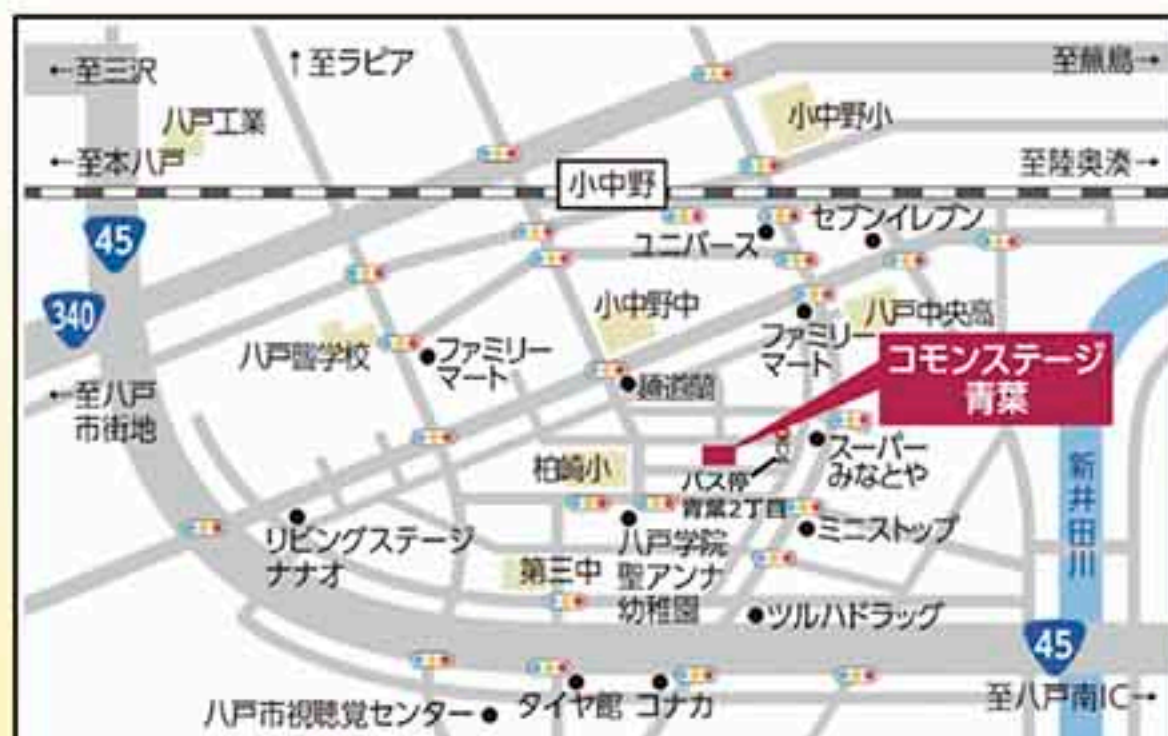 ←至三沢
↑至ラピア
至鮫島→
八戸工業
小中野小
←至本八戸
至陸奥湊→
小中野
45
ユニバース
セブンイレブン
340
小中野中
八戸中央高
ファミリー
マート
八戸聾学校
ファミリー
マート
コモンステージ
青葉
麺道蘭
←至八戸
市街地
スーパー
みなとや
柏崎小
バス停
青葉2丁目
新井田川
リビングステージ
ナナオ
八戸学院
聖アンナ
幼稚園
ミニストップ
第三中
ツルハドラッグ
45
八戸市視聴覚センター
タイヤ館
コナカ
至八戸南IC→